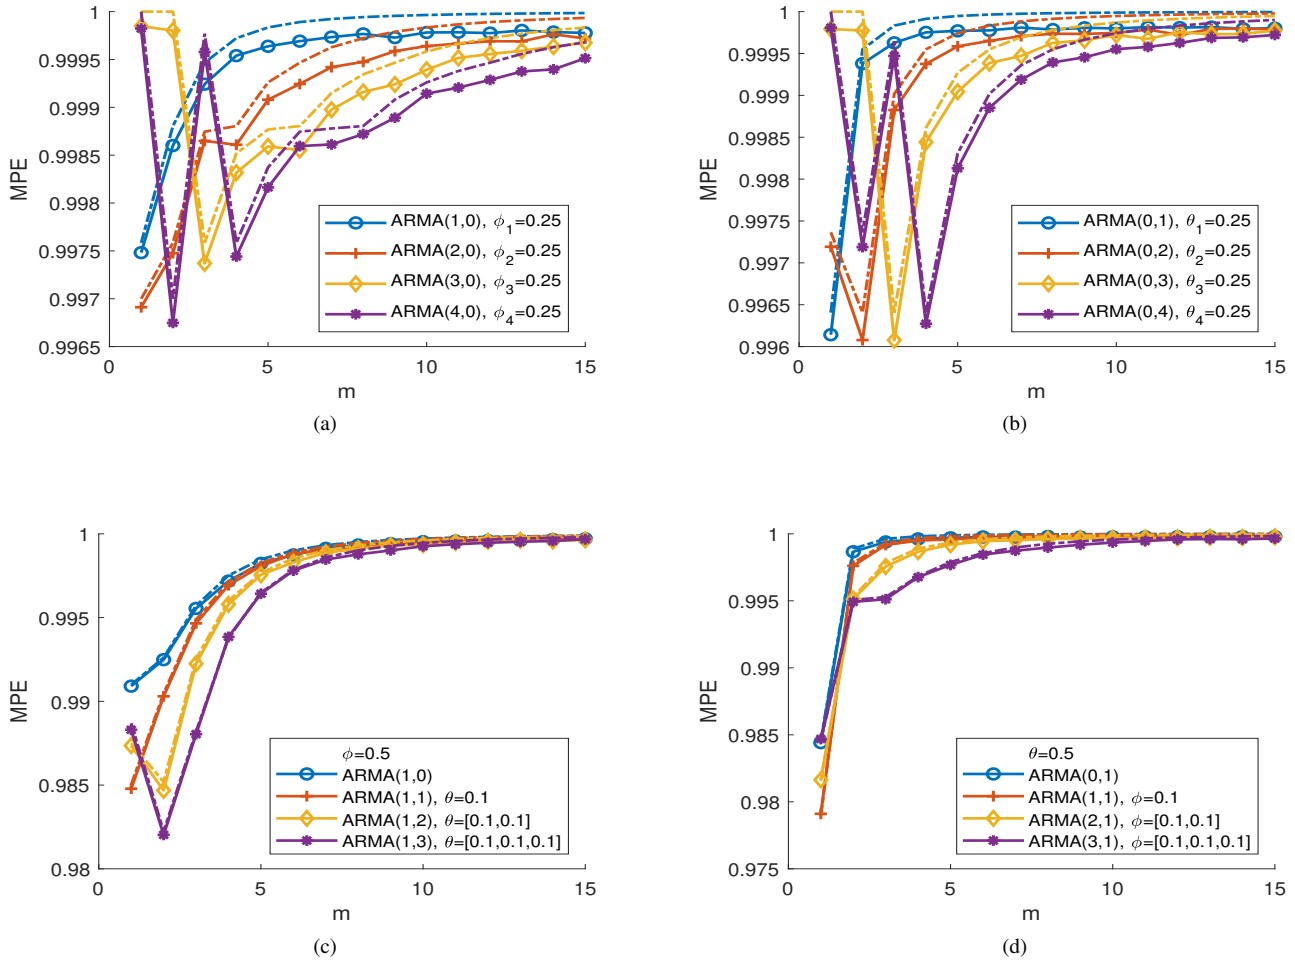 1
0.9995
0.999
0.9985
0.998
0.9975
0.997
0.9965
MPE
0
5
10
15
m
ARMA(1,0), ϕ1=0.25
ARMA(2,0), ϕ2=0.25
ARMA(3,0), ϕ3=0.25
ARMA(4,0), ϕ4=0.25
(a)
1
0.9995
0.999
0.9985
0.998
0.9975
0.997
0.9965
0.996
MPE
0
5
10
15
m
ARMA(0,1), θ1=0.25
ARMA(0,2), θ2=0.25
ARMA(0,3), θ3=0.25
ARMA(0,4), θ4=0.25
(b)
1
0.995
0.99
0.985
0.98
MPE
0
5
10
15
m
ϕ=0.5
ARMA(1,0)
ARMA(1,1), θ=0.1
ARMA(1,2), θ=[0.1,0.1]
ARMA(1,3), θ=[0.1,0.1,0.1]
(c)
1
0.995
0.99
0.985
0.98
0.975
MPE
0
5
10
15
m
θ=0.5
ARMA(0,1)
ARMA(1,1), ϕ=0.1
ARMA(2,1), ϕ=[0.1,0.1]
ARMA(3,1), ϕ=[0.1,0.1,0.1]
(d)